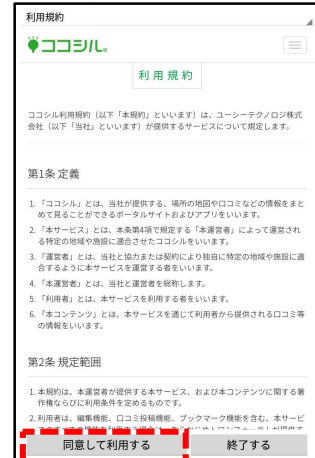 利用規約
ココシル®
利用規約
ココシル利用規約（以下「本規約」といいます）は、ユーシーテクノロジ株式
会社（以下「当社」といいます）が提供するサービスについて規定します。
第1条 定義
1. 「ココシル」とは、当社が提供する、場所の地図や口コミなどの情報をまと
めて見ることができるポータルサイトおよびアプリをいいます。
2. 「本サービス」とは、本条第4項で規定する「本運営者」によって運営され
る特定の地域や施設に適合させたココシルをいいます。
3. 「運営者」とは、当社と協力または契約により独自に特定の地域や施設に適
合するように本サービスを運営する者をいいます。
4. 「本運営者」とは、当社と運営者を総称します。
5. 「利用者」とは、本サービスを利用する者をいいます。
6. 「本コンテンツ」とは、本サービスを通じて利用者から提供される口コミ等
の情報をいいます。
第2条 規定範囲
1. 本規約は、本運営者が提供する本サービス、および本コンテンツに関する著
作権ならびに利用条件を定めるものです。
2. 利用者は、編集機能、口コミ投稿機能、ブックマーク機能を含む、本サービ
同意して利用する
終了する